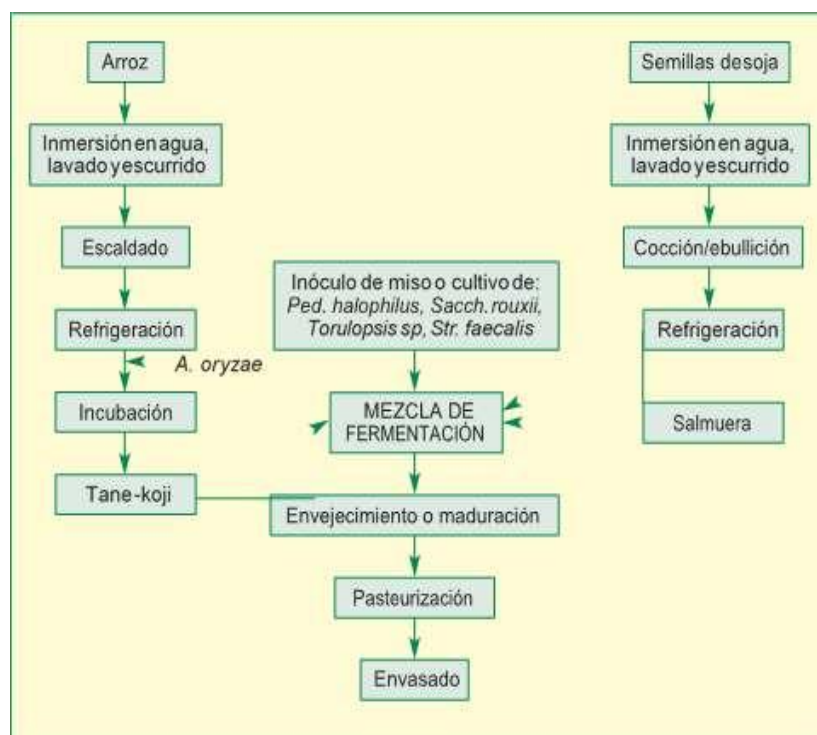 Arroz
Inmersión en agua,
lavado y escurrido
Escaldado
Refrigeración
A. oryzae
Incubación
Tane-koji
Inóculo de miso o cultivo de:
Ped. halophilus, Sacch. rouxii,
Torulopsis sp, Str. faecalis
MEZCLA DE
FERMENTACIÓN
Envejecimiento o maduración
Pasteurización
Envasado
Semillas desoja
Inmersión en agua,
lavado y escurrido
Cocción/ebullición
Refrigeración
Salmuera